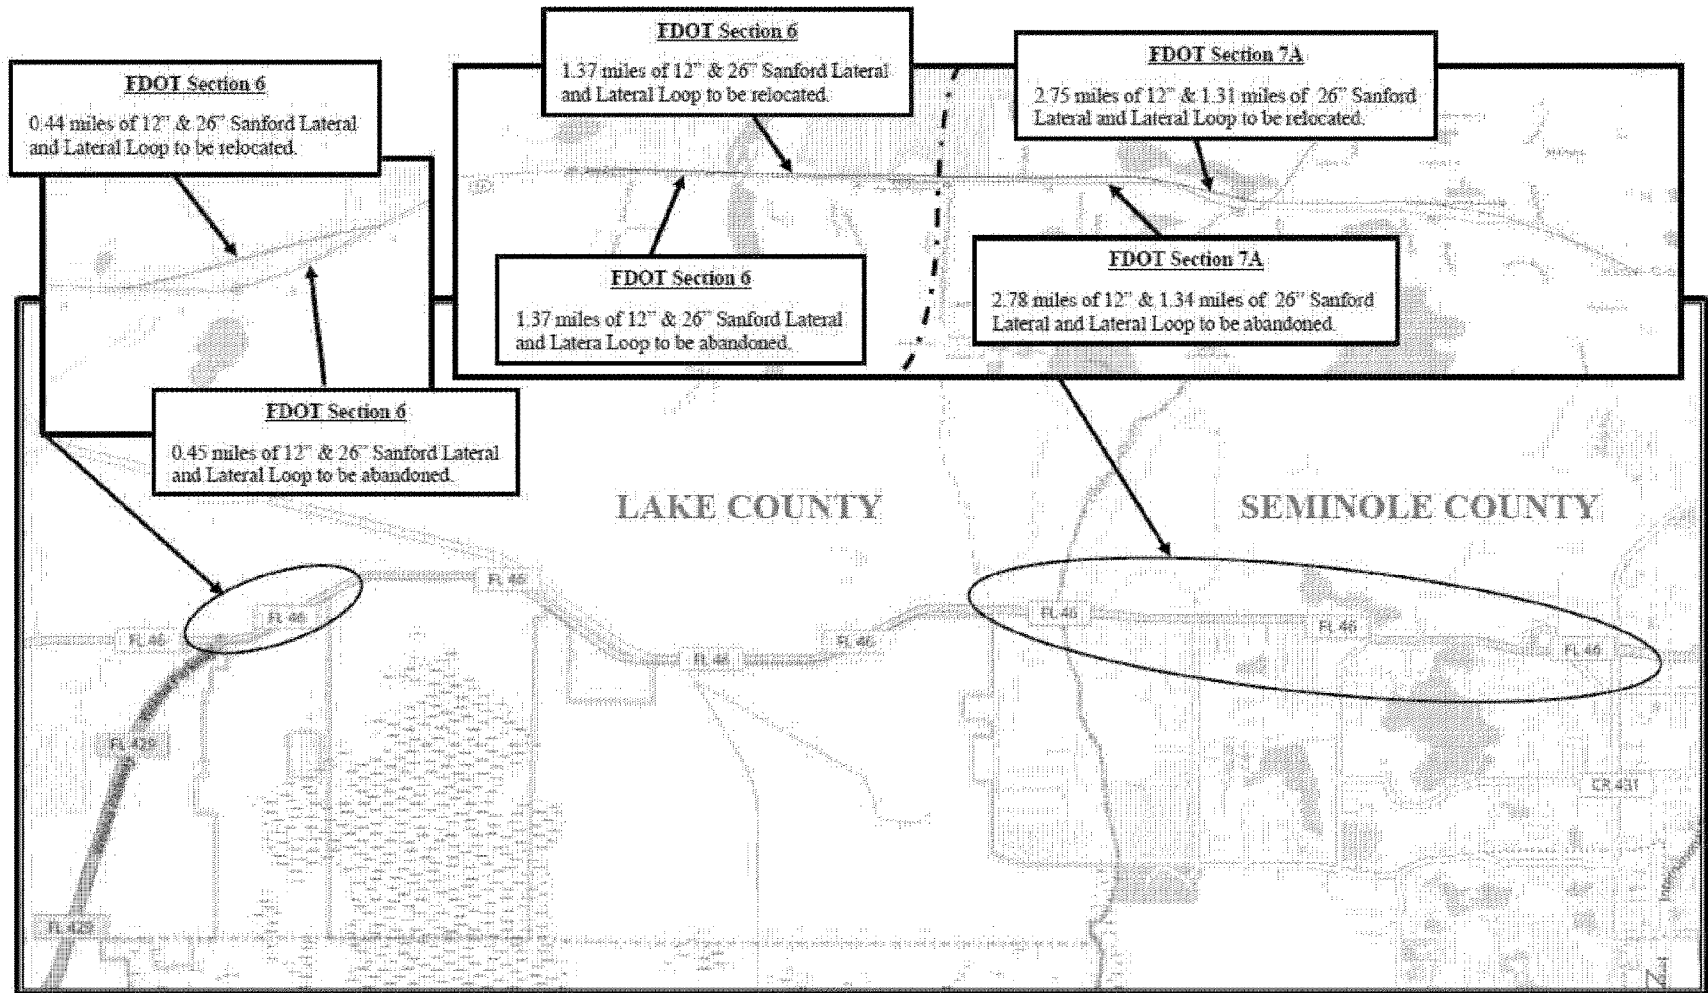 FDOT Section 6
1.37 miles of 12" & 26" Sanford Lateral
and Lateral Loop to be relocated.
FDOT Section 7A
2.75 miles of 12" & 1.31 miles of 26" Sanford
Lateral and Lateral Loop to be relocated.
FDOT Section 6
0.44 miles of 12" & 26" Sanford Lateral
and Lateral Loop to be relocated.
FDOT Section 7A
2.78 miles of 12" & 1.34 miles of 26" Sanford
Lateral and Lateral Loop to be abandoned.
FDOT Section 6
1.37 miles of 12" & 26" Sanford Lateral
and Latera Loop to be abandoned.
FDOT Section 6
0.45 miles of 12" & 26" Sanford Lateral
and Lateral Loop to be abandoned.
LAKE COUNTY
SEMINOLE COUNTY
FL 46
FL 46
FL 46
FL 46
FL 46
FL 46
FL 46
FL 46
FL 429
CR 431
FL 429